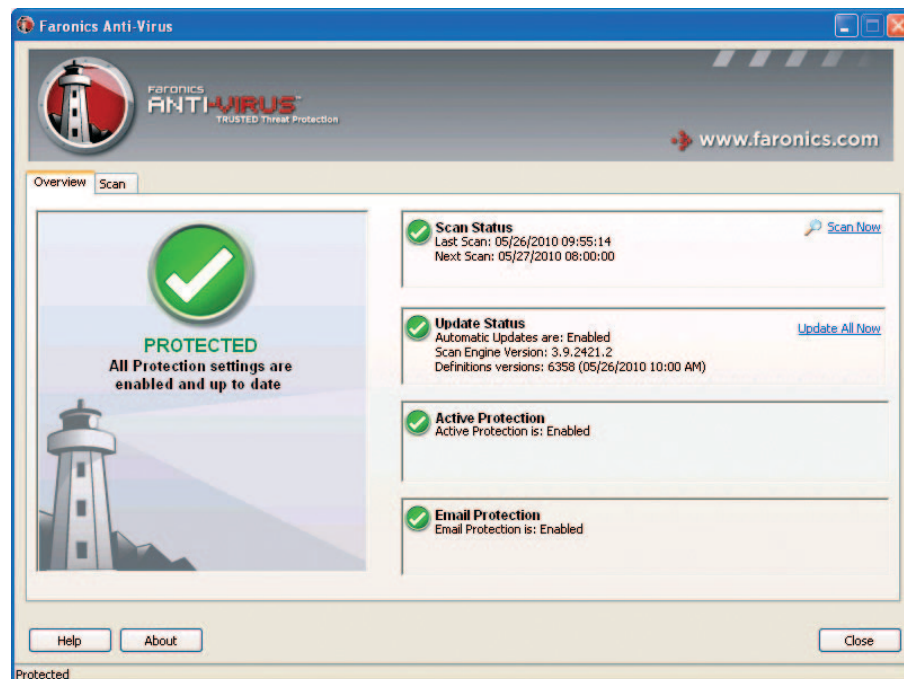 Faronics Anti-Virus
Faronics
ANTI-VIRUS™
TRUSTED Threat Protection
www.faronics.com
Overview
Scan
PROTECTED
All Protection settings are
enabled and up to date
Scan Status
Last Scan: 05/26/2010 09:55:14
Next Scan: 05/27/2010 08:00:00
Scan Now
Update Status
Automatic Updates are: Enabled
Scan Engine Version: 3.9.2421.2
Definitions versions: 6358 (05/26/2010 10:00 AM)
Update All Now
Active Protection
Active Protection is: Enabled
Email Protection
Email Protection is: Enabled
Help
About
Close
Protected